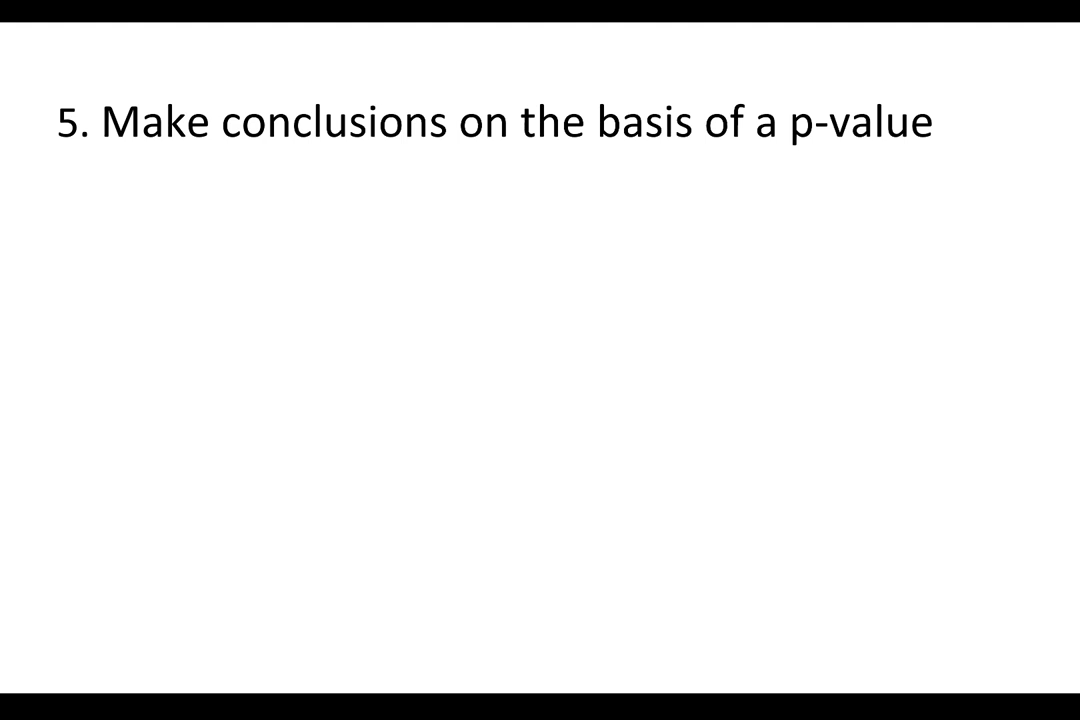 5. Make conclusions on the basis of a p-value